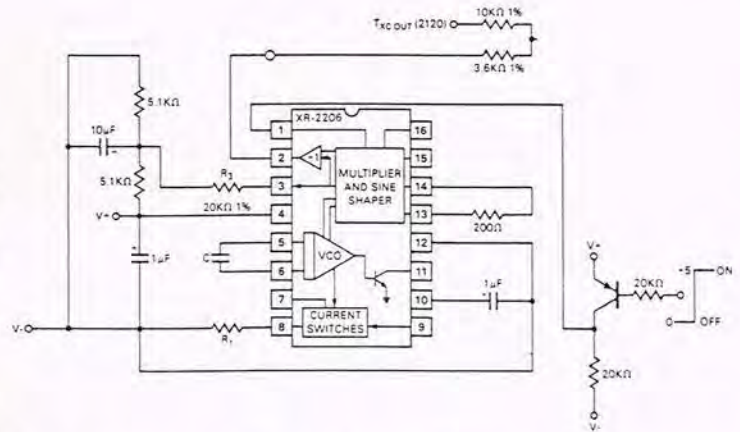 TXC OUT (2120)
10KΩ 1%
3.6KΩ 1%
5.1KΩ
10μF
5.1KΩ
R3
20KΩ 1%
V+
1μF
C
V-
R1
XR-2206
1
2
3
4
5
6
7
8
16
15
14
13
12
11
10
9
+1
MULTIPLIER
AND SINE
SHAPER
VCO
CURRENT
SWITCHES
200Ω
1μF
V+
20KΩ
+5
ON
0
OFF
20KΩ
V-